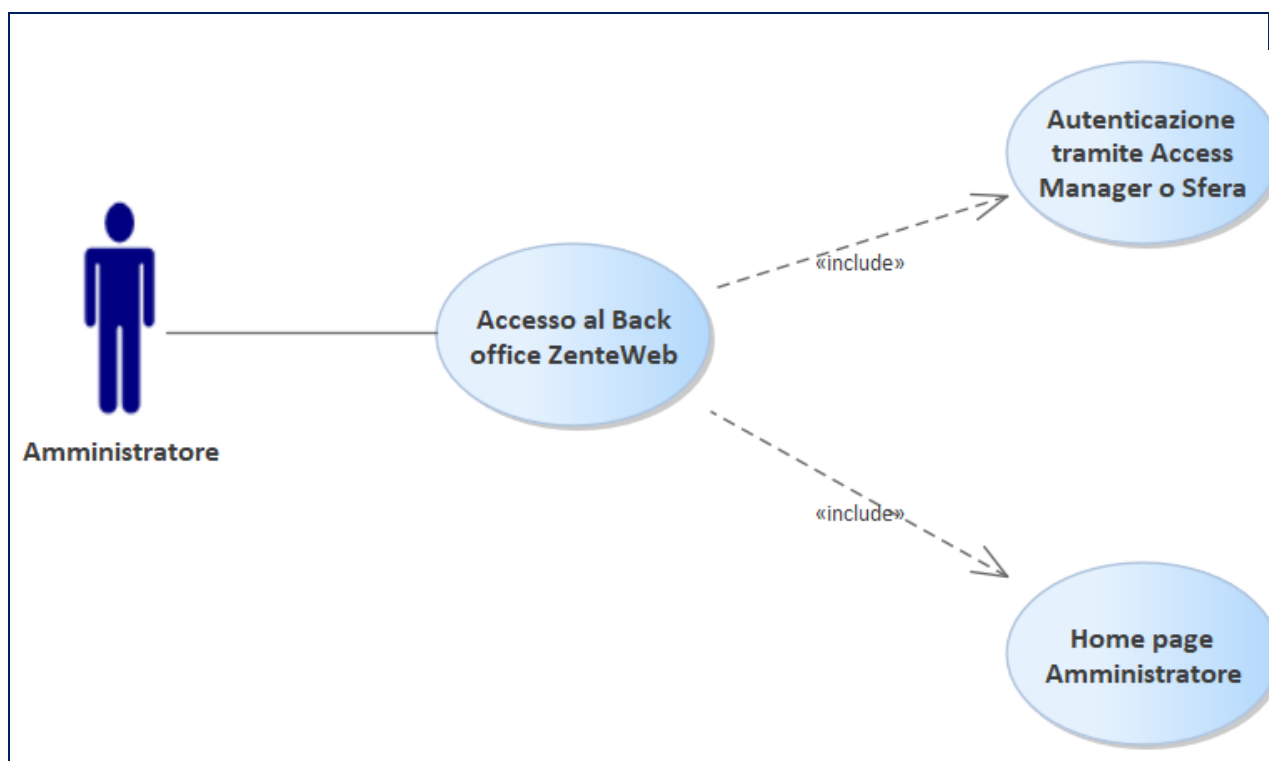 Autenticazione
tramite Access
Manager o Sfera
«include»
Accesso al Back
office ZenteWeb
Amministratore
«include»
Home page
Amministratore